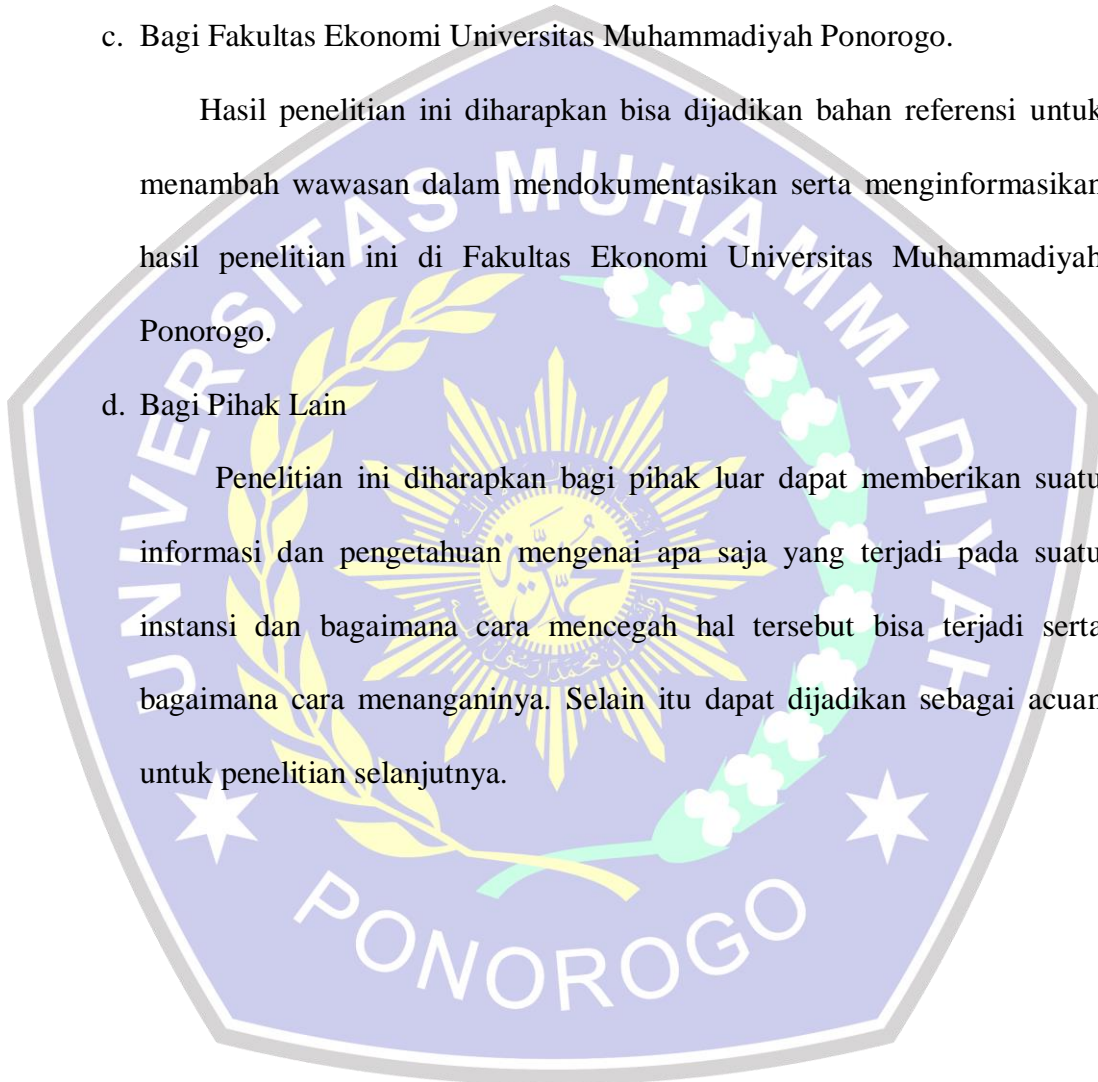 c. Bagi Fakultas Ekonomi Universitas Muhammadiyah Ponorogo.
Hasil penelitian ini diharapkan bisa dijadikan bahan referensi untuk
menambah wawasan dalam mendokumentasikan serta menginformasikan
hasil penelitian ini di Fakultas Ekonomi Universitas Muhammadiyah
Ponorogo.
d. Bagi Pihak Lain
Penelitian ini diharapkan bagi pihak luar dapat memberikan suatu
informasi dan pengetahuan mengenai apa saja yang terjadi pada suatu
instansi dan bagaimana cara mencegah hal tersebut bisa terjadi serta
bagaimana cara menanganinya. Selain itu dapat dijadikan sebagai acuan
untuk penelitian selanjutnya.
UNIVERSITAS MUHAMMADIYAH
PONOROGO